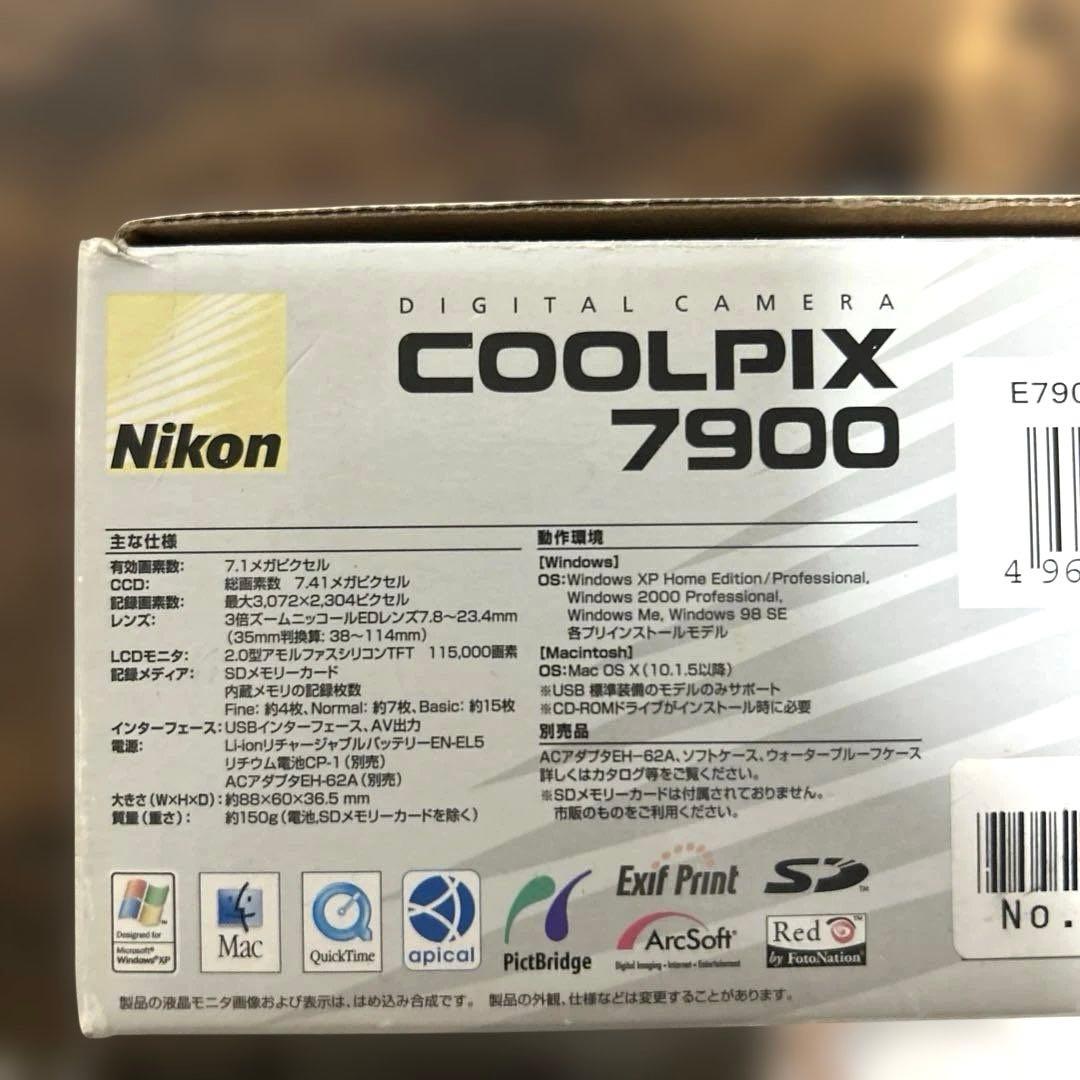 DIGITAL CAMERA
COOLPIX
7900
Nikon
E790
4 96
主な仕様
有効画素数: 7.1メガピクセル
CCD: 総画素数 7.41メガピクセル
記録画素数: 最大3,072×2,304ピクセル
レンズ: 3倍ズームニッコールEDレンズ7.8〜23.4mm
(35mm判換算: 38〜114mm)
LCDモニタ: 2.0型アモルファスシリコンTFT 115,000画素
記録メディア: SDメモリーカード
内蔵メモリの記録枚数
Fine: 約4枚、Normal: 約7枚、Basic: 約15枚
インターフェース: USBインターフェース、AV出力
電源: Li-ionリチャージャブルバッテリーEN-EL5
リチウム電池CP-1(別売)
ACアダプタEH-62A(別売)
大きさ(W×H×D): 約88×60×36.5 mm
質量(重さ): 約150g(電池,SDメモリーカードを除く)
動作環境
[Windows]
OS:Windows XP Home Edition/Professional,
Windows 2000 Professional,
Windows Me, Windows 98 SE
各プリインストールモデル
[Macintosh]
OS:Mac OS X(10.1.5以降)
※USB 標準装備のモデルのみサポート
※CD-ROMドライブがインストール時に必要
別売品
ACアダプタEH-62A、ソフトケース、ウォータープルーフケース
詳しくはカタログ等をご覧ください。
※SDメモリーカードは付属されておりません。
市販のものをご利用ください。
No.
Designed for
Microsoft®
Windows®XP
Mac
QuickTime
apical
PictBridge
Exif Print
ArcSoft®
Digital Imaging • Internet • Entertainment
SD™
Red™
by FotoNation™
製品の液晶モニタ画像および表示は、はめ込み合成です。 製品の外観、仕様などは変更することがあります。